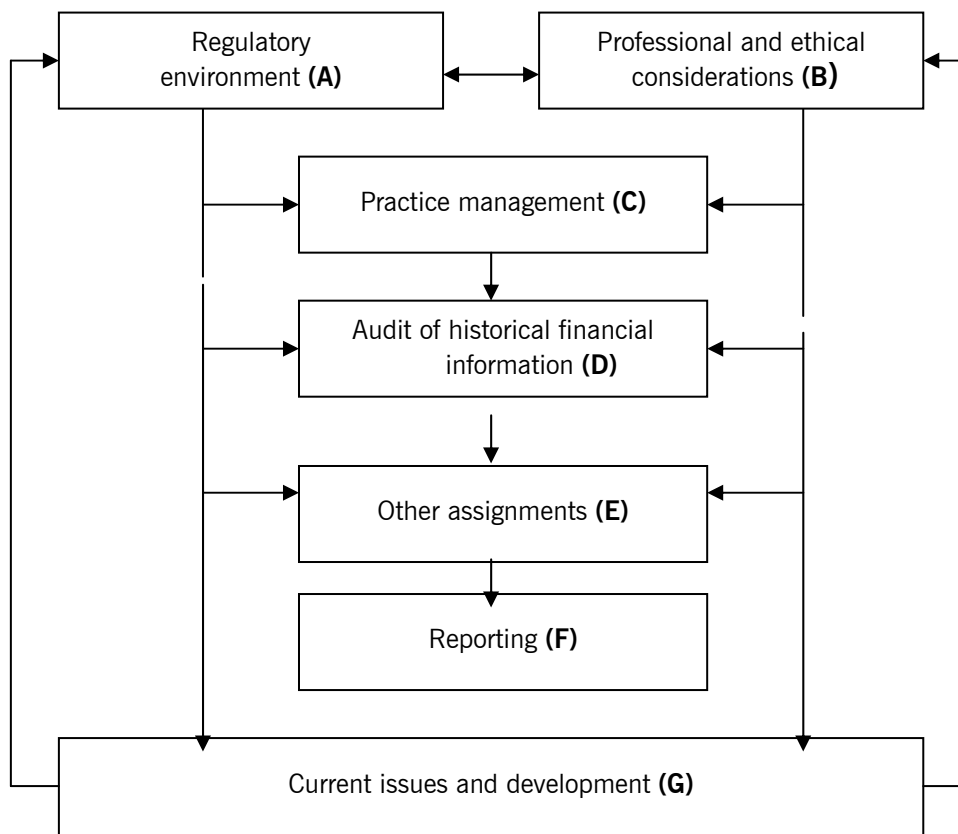 Regulatory
environment (A)
Professional and ethical
considerations (B)
Practice management (C)
Audit of historical financial
information (D)
Other assignments (E)
Reporting (F)
Current issues and development (G)